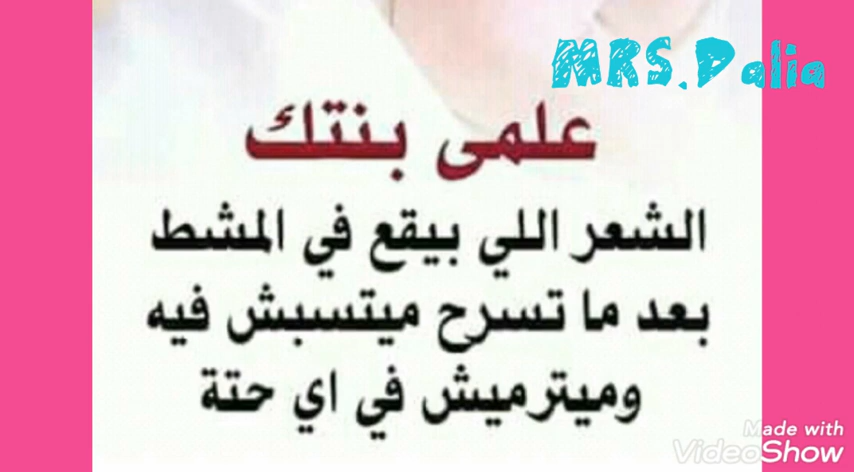 MRS.Dalia
علمى بنتك
الشعر اللي بيقع في المشط
بعد ما تسرح ميتسبش فيه
وميترميش في اي حتة
Made with
VideoShow